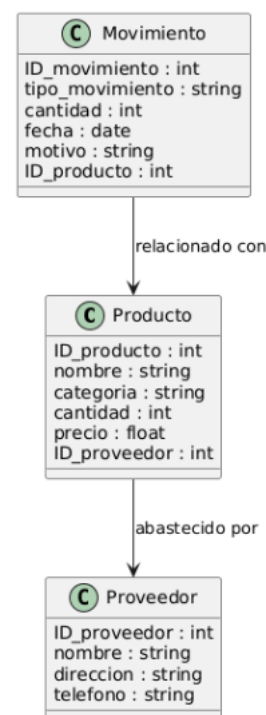 C Movimiento
ID_movimiento : int
tipo_movimiento : string
cantidad : int
fecha : date
motivo : string
ID_producto : int
relacionado con
C Producto
ID_producto : int
nombre : string
categoria : string
cantidad : int
precio : float
ID_proveedor : int
abastecido por
C Proveedor
ID_proveedor : int
nombre : string
direccion : string
telefono : string